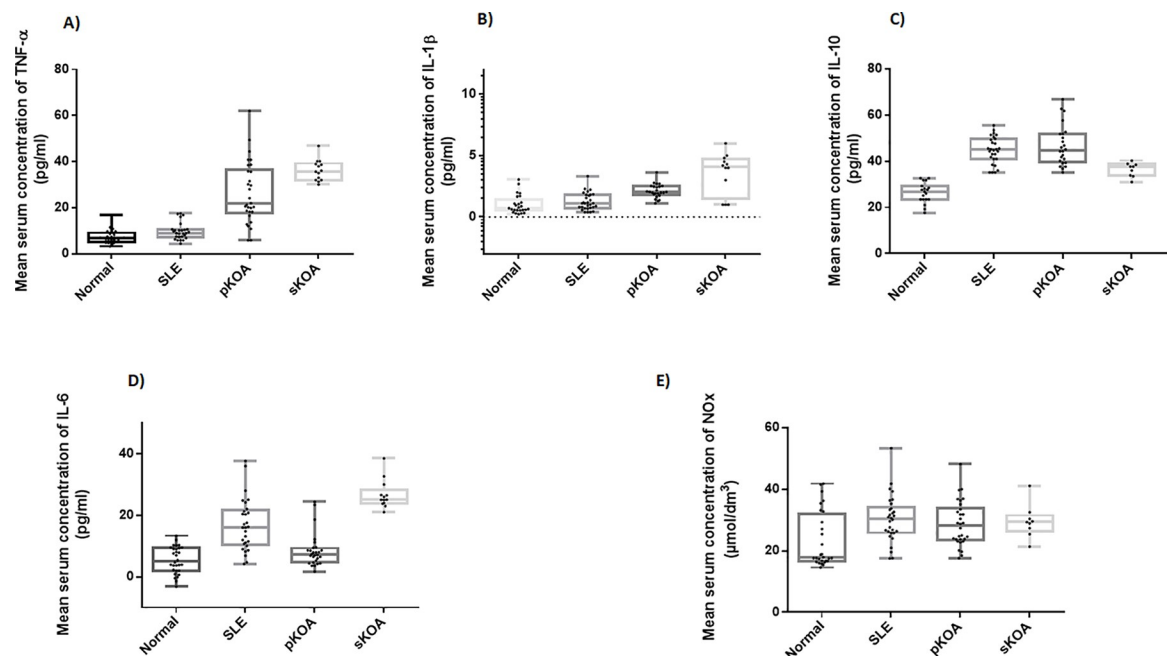 A)
Mean serum concentration of TNF-α
(pg/ml)
80
60
40
20
0
Normal
SLE
pKOA
sKOA
B)
Mean serum concentration of IL-1β
(pg/ml)
10
5
0
Normal
SLE
pKOA
sKOA
C)
Mean serum concentration of IL-10
(pg/ml)
80
60
40
20
0
Normal
SLE
pKOA
sKOA
D)
Mean serum concentration of IL-6
(pg/ml)
40
20
0
Normal
SLE
pKOA
sKOA
E)
Mean serum concentration of NOx
(μmol/dm³)
60
40
20
0
Normal
SLE
pKOA
sKOA